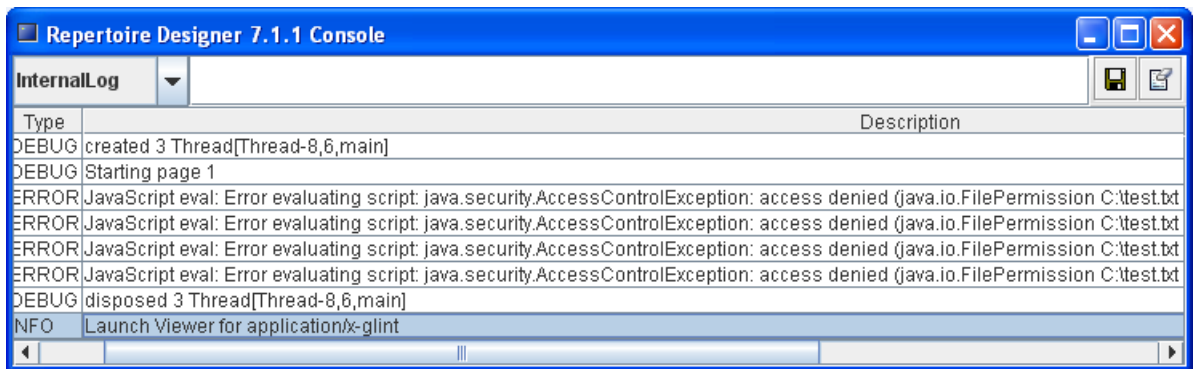 Repertoire Designer 7.1.1 Console
InternalLog
Type Description
DEBUG created 3 Thread[Thread-8,6,main]
DEBUG Starting page 1
ERROR JavaScript eval: Error evaluating script: java.security.AccessControlException: access denied (java.io.FilePermission C:\test.txt
ERROR JavaScript eval: Error evaluating script: java.security.AccessControlException: access denied (java.io.FilePermission C:\test.txt
ERROR JavaScript eval: Error evaluating script: java.security.AccessControlException: access denied (java.io.FilePermission C:\test.txt
ERROR JavaScript eval: Error evaluating script: java.security.AccessControlException: access denied (java.io.FilePermission C:\test.txt
DEBUG disposed 3 Thread[Thread-8,6,main]
NFO Launch Viewer for application/x-glint